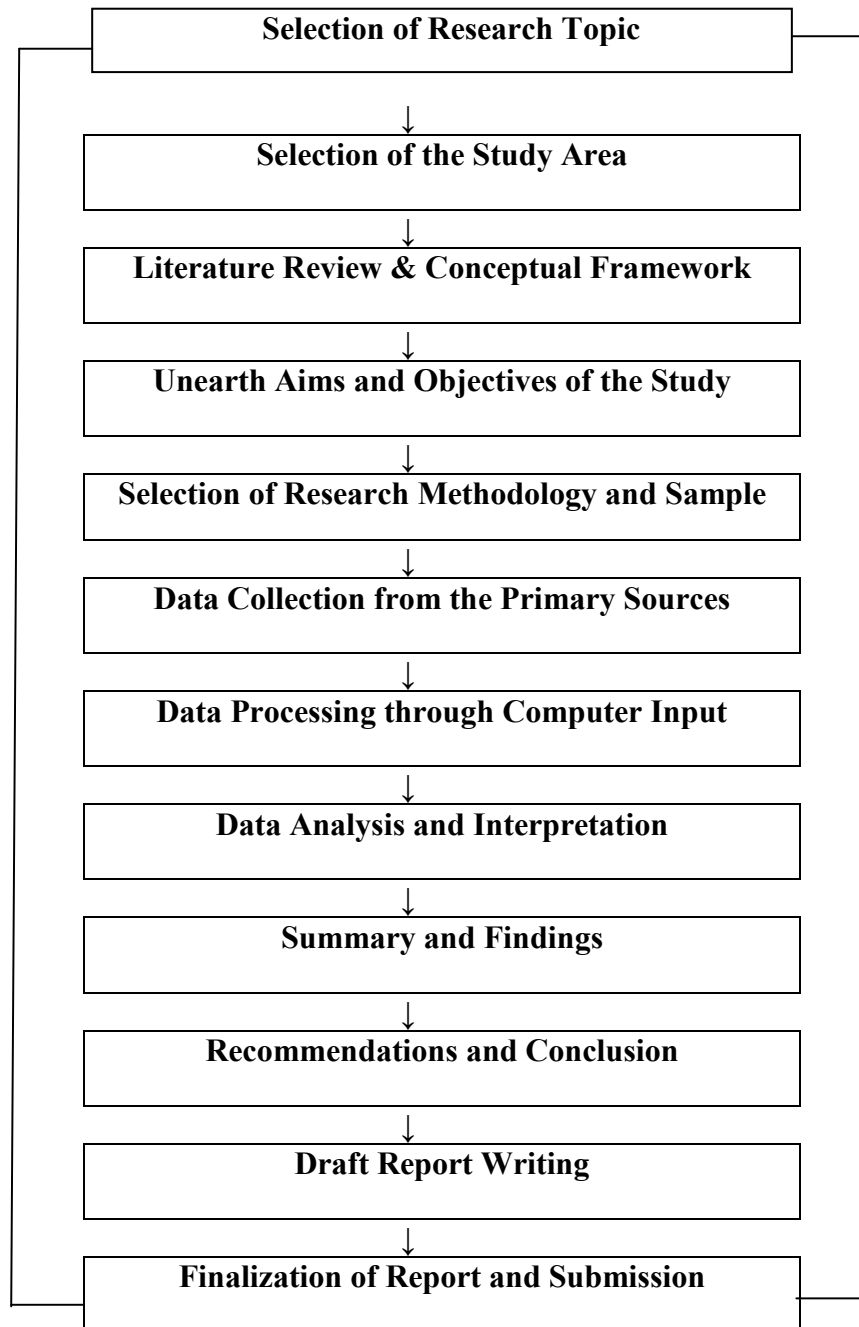 Selection of Research Topic
↓
Selection of the Study Area
↓
Literature Review & Conceptual Framework
↓
Unearth Aims and Objectives of the Study
↓
Selection of Research Methodology and Sample
↓
Data Collection from the Primary Sources
↓
Data Processing through Computer Input
↓
Data Analysis and Interpretation
↓
Summary and Findings
↓
Recommendations and Conclusion
↓
Draft Report Writing
↓
Finalization of Report and Submission